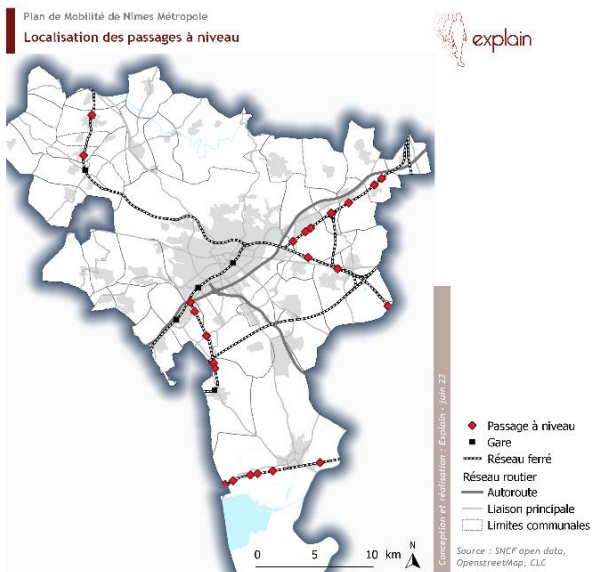 Plan de Mobilité de Nîmes Métropole
Localisation des passages à niveau
explain
Conception et réalisation : Explain - juin 22
Passage à niveau
Gare
Réseau ferré
Réseau routier
Autoroute
Liaison principale
Limites communales
0 5 10 km
N
Source : SNCF open data,
OpenstreetMap, CLC